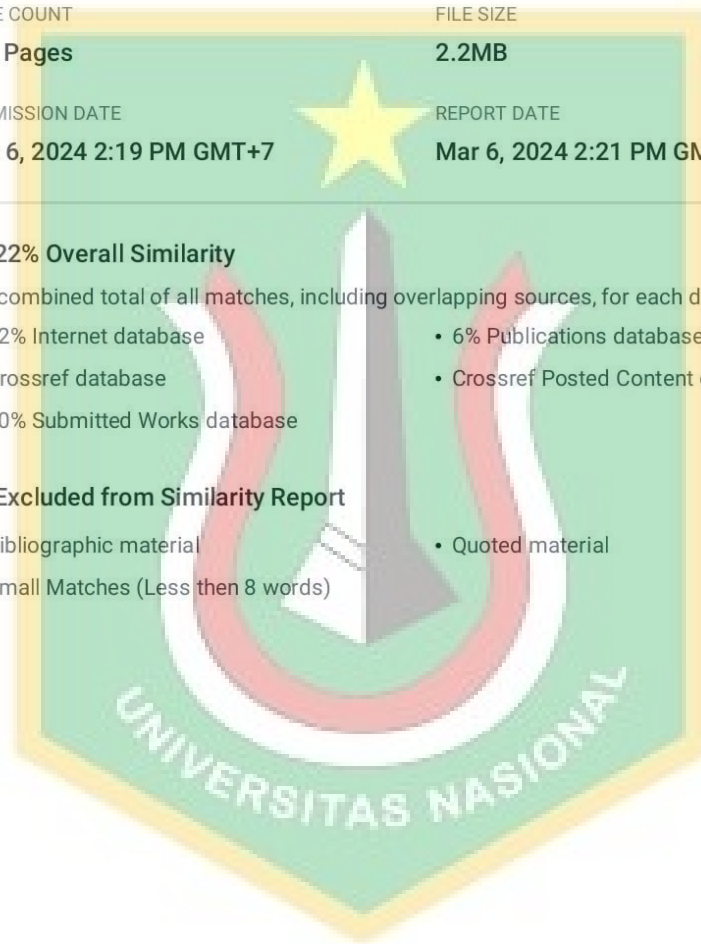 E COUNT
FILE SIZE
Pages
2.2MB
MISSION DATE
REPORT DATE
6, 2024 2:19 PM GMT+7
Mar 6, 2024 2:21 PM GM
22% Overall Similarity
combined total of all matches, including overlapping sources, for each d
2% Internet database
• 6% Publications database
rossref database
• Crossref Posted Content
0% Submitted Works database
Excluded from Similarity Report
ibliographic material
• Quoted material
mall Matches (Less then 8 words)
UNIVERSITAS NASIONAL